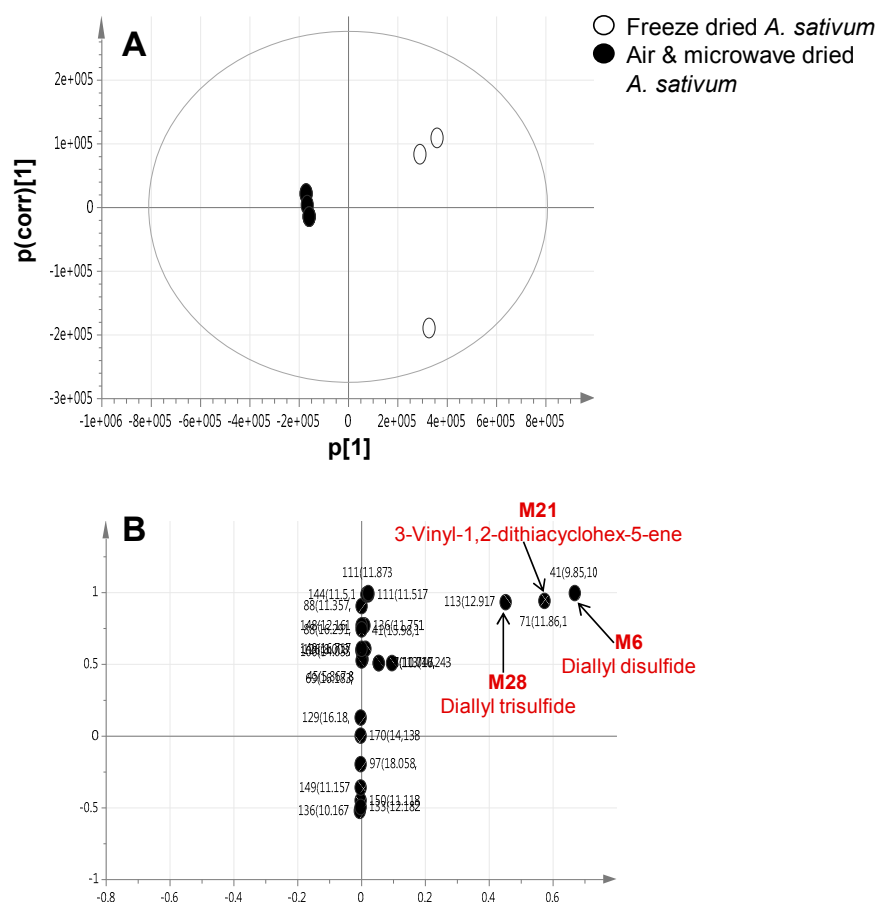 A
Freeze dried A. sativum
Air & microwave dried
A. sativum
2e+005
1e+005
0
-1e+005
-2e+005
-3e+005
p(corr)[1]
-1e+006 -8e+005 -6e+005 -4e+005 -2e+005 0 2e+005 4e+005 6e+005 8e+005
p[1]
B
M21
3-Vinyl-1,2-dithiacyclohex-5-ene
111(11.873
41(9.85,10
1
144(11.5,1
111(11.517
88(11.357,
113(12.917
71(11.86,1
136(11.751
41(15.98,1
M6
Diallyl disulfide
0.5
M28
Diallyl trisulfide
129(16.18,
0
170(14,138
97(18.058,
149(11.157
-0.5
150(11.118
136(10.167
133(12.182
-1
-0.8 -0.6 -0.4 -0.2 0 0.2 0.4 0.6